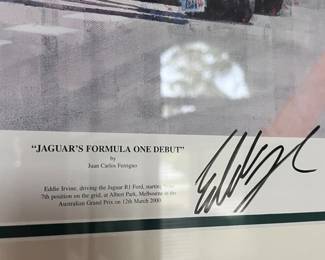 "JAGUAR'S FORMULA ONE DEBUT"
by
Juan Carlos Ferrigno
Eddie Irvine, driving the Jaguar R1 Ford, starting from
7th position on the grid, at Albert Park, Melbourne in the
Australian Grand Prix on 12th March 2000